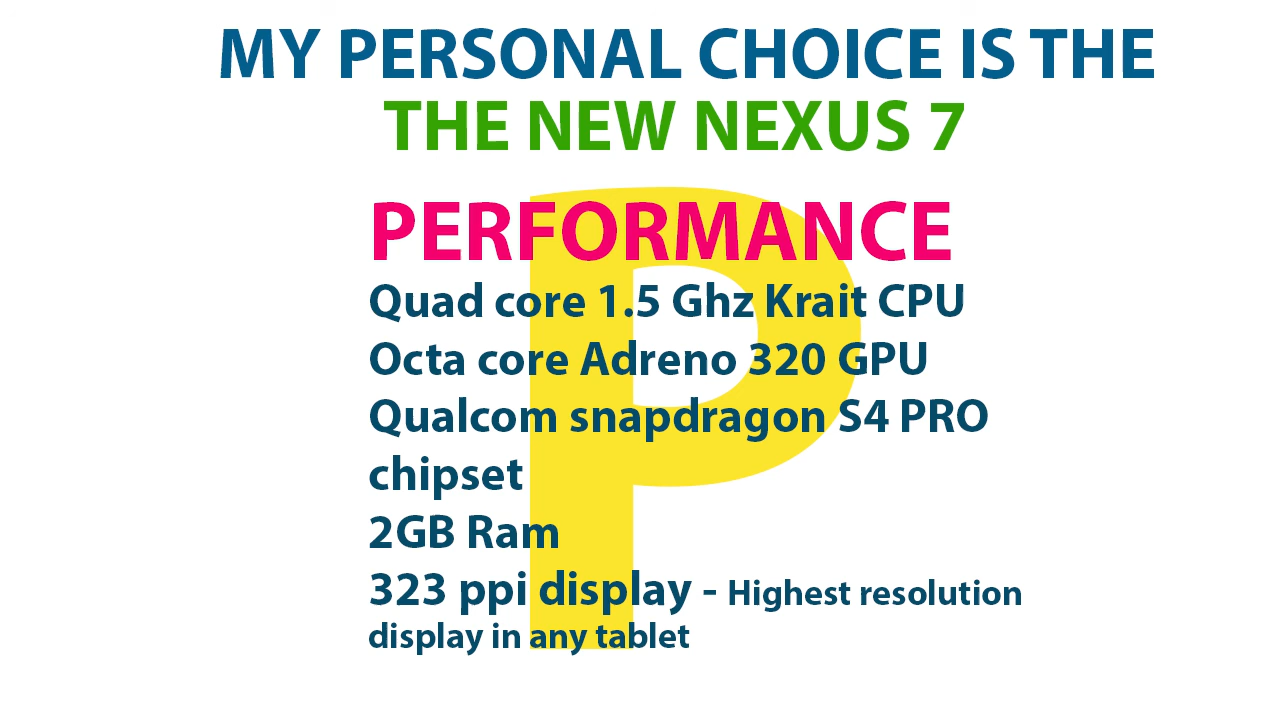 MY PERSONAL CHOICE IS THE
THE NEW NEXUS 7
PERFORMANCE
Quad core 1.5 Ghz Krait CPU
Octa core Adreno 320 GPU
Qualcom snapdragon S4 PRO
chipset
2GB Ram
323 ppi display - Highest resolution
display in any tablet
P